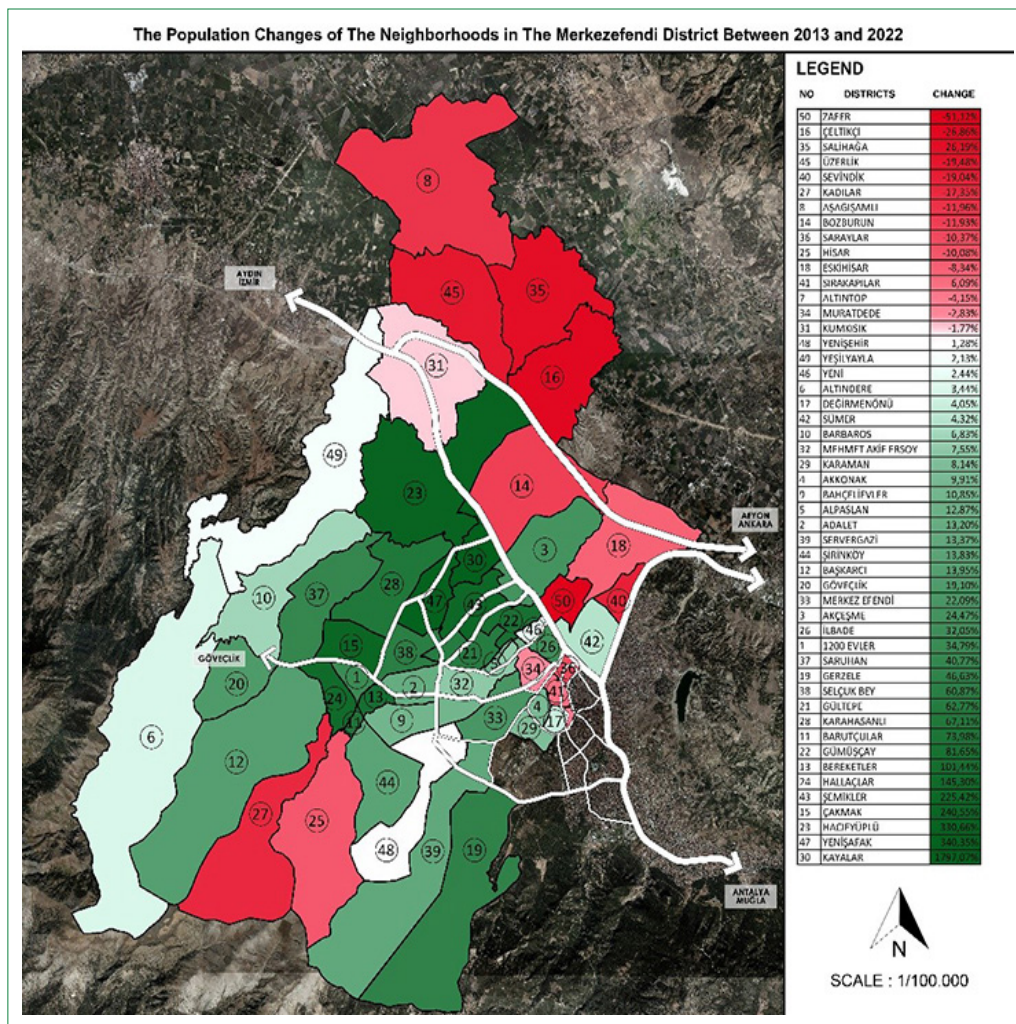 The Population Changes of The Neighborhoods in The Merkezefendi District Between 2013 and 2022
LEGEND
NO DISTRICTS CHANGE
50 ZAFER -51,32%
16 ÇELTİKÇİ -26,86%
35 SALİHAĞA 26,19%
45 ÜZERLİK -19,48%
40 SEVİNDİK -19,04%
27 KADILAR -17,35%
8 AŞAĞIŞAMLI -11,96%
14 BOZBURUN -11,93%
36 SARAYLAR 10,37%
25 HİSAR -10,08%
18 ESKİHİSAR -8,34%
41 SIRAKAPILAR 6,09%
7 ALTINTOP -4,15%
34 MURATDEDE -2,83%
31 KUMKISIK -1,77%
48 YENİŞEHİR 1,28%
49 YEŞİLYAYLA 2,13%
46 YENİ 2,44%
6 ALTINDERE 3,44%
17 DEĞİRMENÖNÜ 4,05%
42 SÜMER 4,32%
10 BARBAROS 6,83%
32 MEHMET AKİF ERSOY 7,55%
29 KARAMAN 8,14%
4 AKKONAK 9,91%
9 BAHÇELİEVLER 10,85%
5 ALPASLAN 12,87%
2 ADALET 13,20%
39 SERVERGAZİ 13,37%
44 ŞİRİNKÖY 13,83%
12 BAŞKARCI 13,95%
20 GÖVEÇLİK 19,10%
33 MERKEZ EFENDİ 22,09%
3 AKÇEŞME 24,47%
26 İLBADE 32,05%
1 1200 EVLER 34,79%
37 SARUHAN 40,77%
19 GERZELE 46,63%
38 SELÇUK BEY 60,87%
21 GÜLTEPE 62,77%
28 KARAHASANLI 67,11%
11 BARUTÇULAR 73,98%
22 GÜMÜŞÇAY 81,65%
13 BEREKETLER 101,44%
24 HALLAÇLAR 145,30%
43 ŞEMİKLER 225,42%
15 ÇAKMAK 240,55%
23 HACIEYÜPLÜ 330,66%
47 YENİŞAFAK 340,35%
30 KAYALAR 1797,07%
8
45
35
AYDIN
İZMİR
31
16
49
23
14
AFYON
ANKARA
3
18
30
28
10
37
47
43
50
40
22
46
42
26
15
38
21
5
GÖVEÇLİK
34
36
20
1
2
32
41
24
13
4
6
11
9
33
17
29
12
44
27
25
48
39
19
ANTALYA
MUĞLA
N
SCALE : 1/100.000